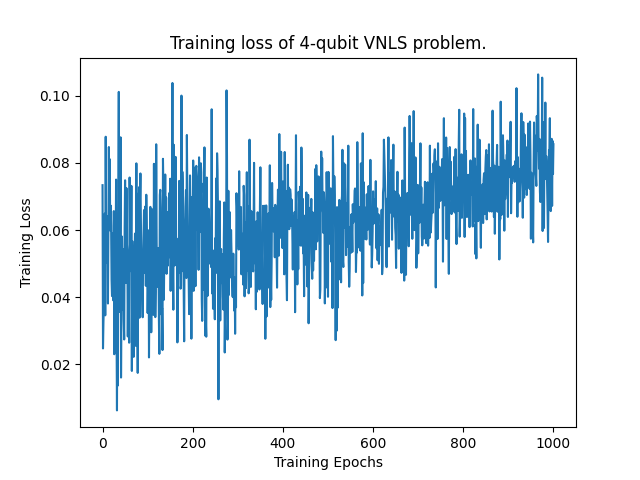 Training loss of 4-qubit VNLS problem.
0.10
0.08
0.06
0.04
0.02
Training Loss
0 200 400 600 800 1000
Training Epochs